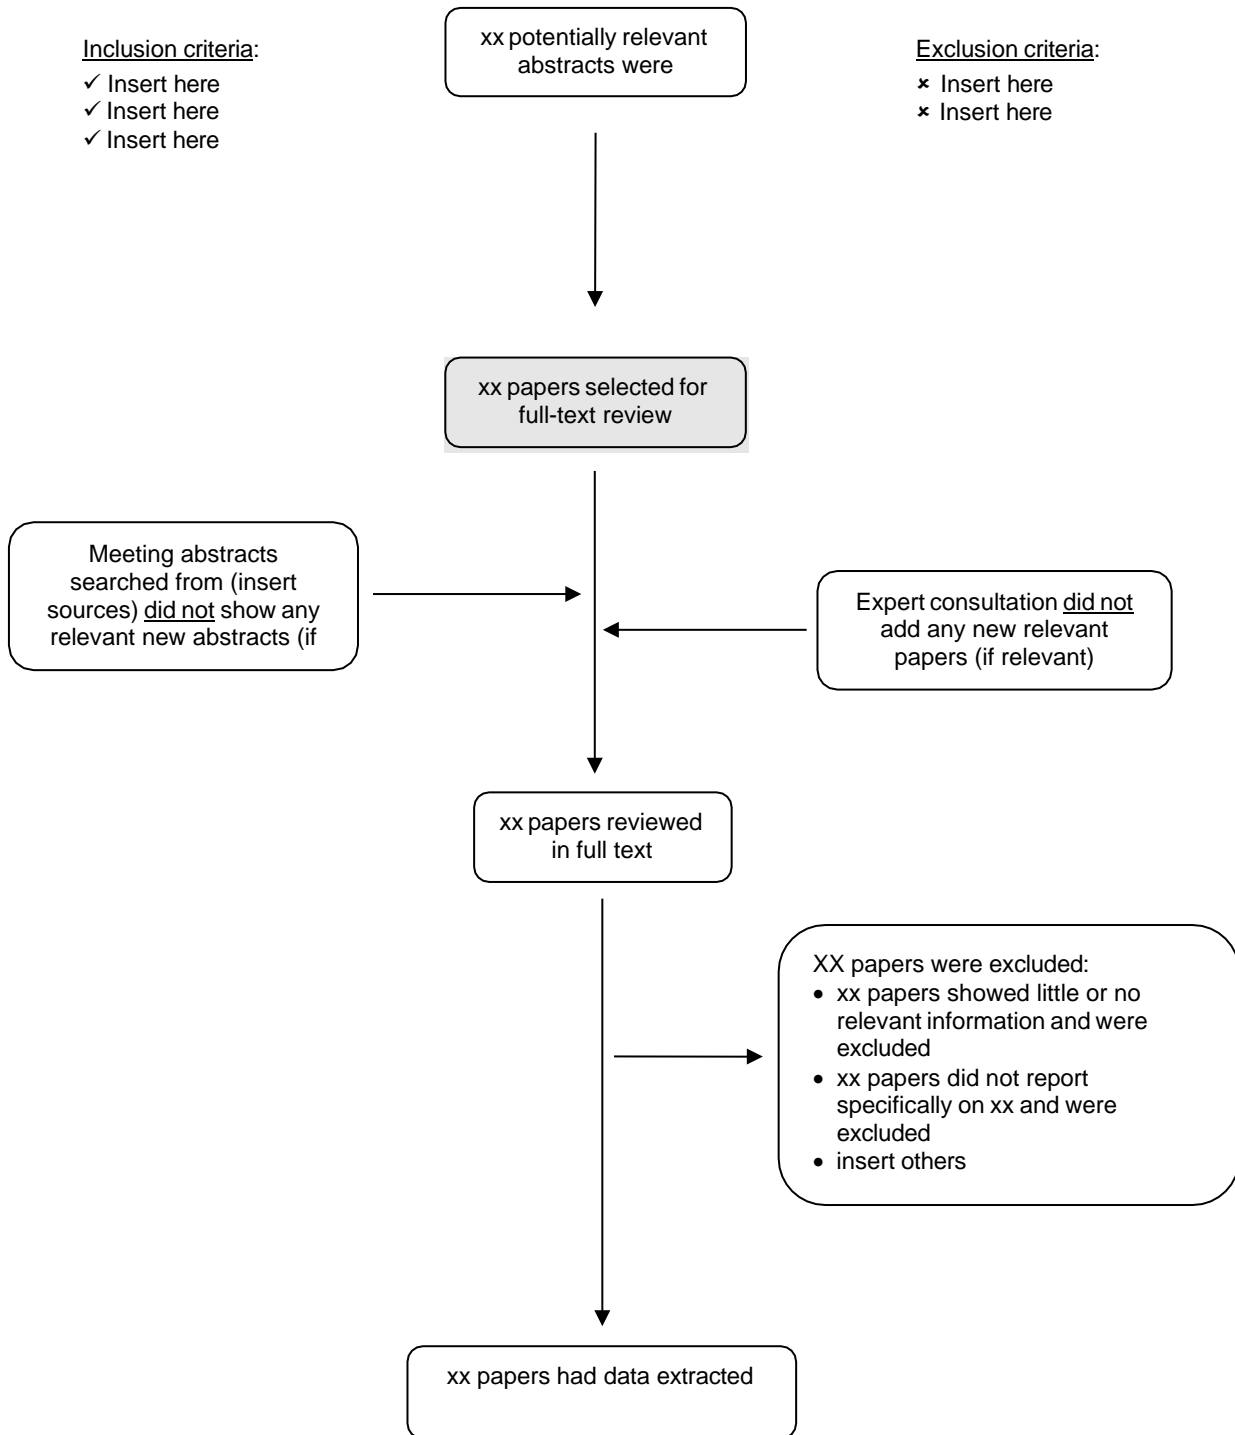 xx potentially relevant
abstracts were
Inclusion criteria:
✓ Insert here
✓ Insert here
✓ Insert here
Exclusion criteria:
× Insert here
× Insert here
xx papers selected for
full-text review
Meeting abstracts
searched from (insert
sources) did not show any
relevant new abstracts (if
Expert consultation did not
add any new relevant
papers (if relevant)
xx papers reviewed
in full text
XX papers were excluded:
• xx papers showed little or no
relevant information and were
excluded
• xx papers did not report
specifically on xx and were
excluded
• insert others
xx papers had data extracted